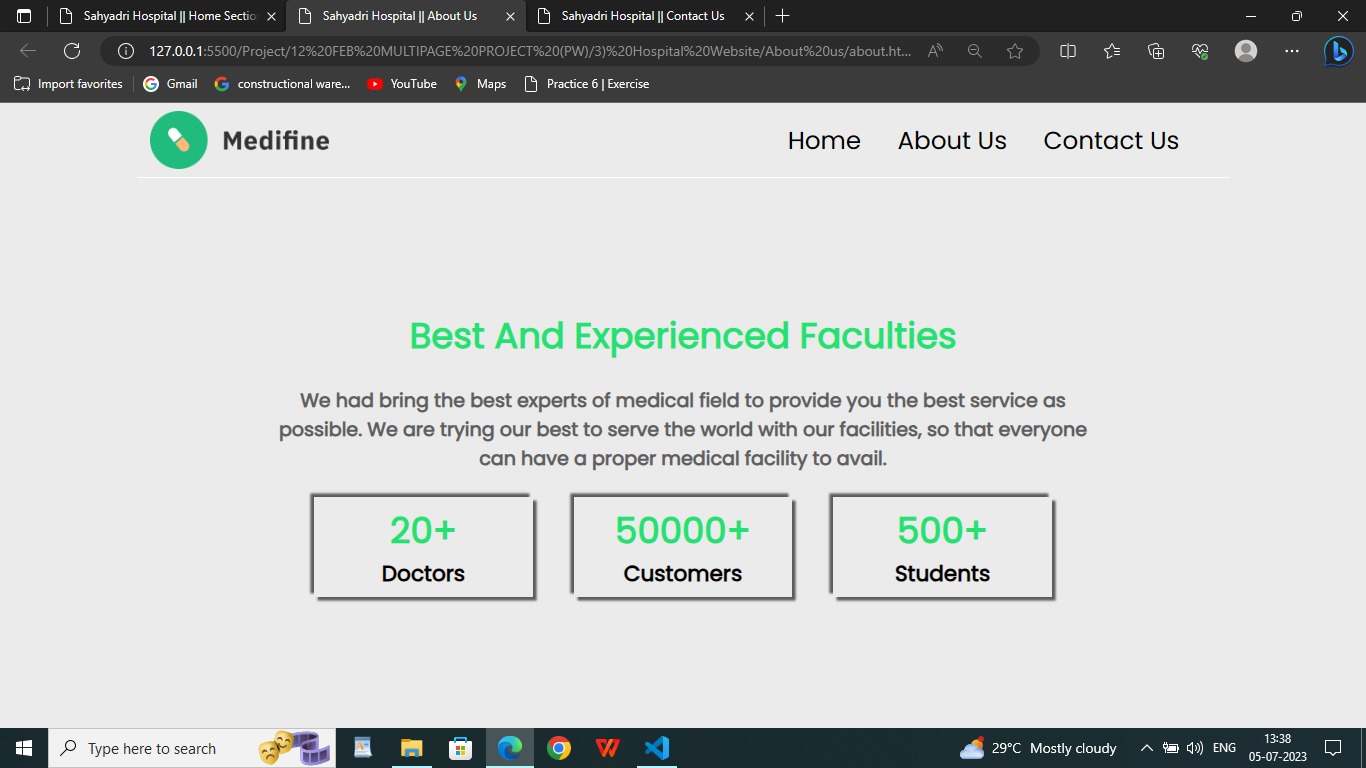 Sahyadri Hospital || Home Sectio
Sahyadri Hospital || About Us
Sahyadri Hospital || Contact Us
127.0.0.1:5500/Project/12%20FEB%20MULTIPAGE%20PROJECT%20(PW)/3)%20Hospital%20Website/About%20us/about.ht...
Import favorites
Gmail
constructional ware...
YouTube
Maps
Practice 6 | Exercise
Medifine
Home
About Us
Contact Us
Best And Experienced Faculties
We had bring the best experts of medical field to provide you the best service as
possible. We are trying our best to serve the world with our facilities, so that everyone
can have a proper medical facility to avail.
20+
Doctors
50000+
Customers
500+
Students
Type here to search
29°C Mostly cloudy
ENG
13:38
05-07-2023